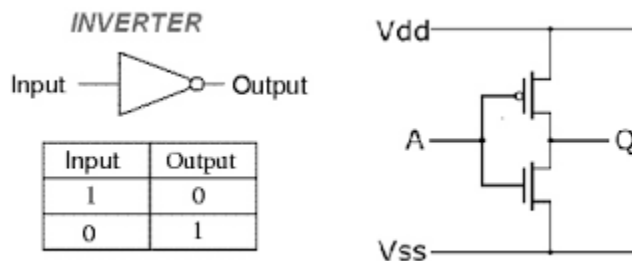 INVERTER
Input Output
Input Output
1 0
0 1
Vdd
A Q
Vss